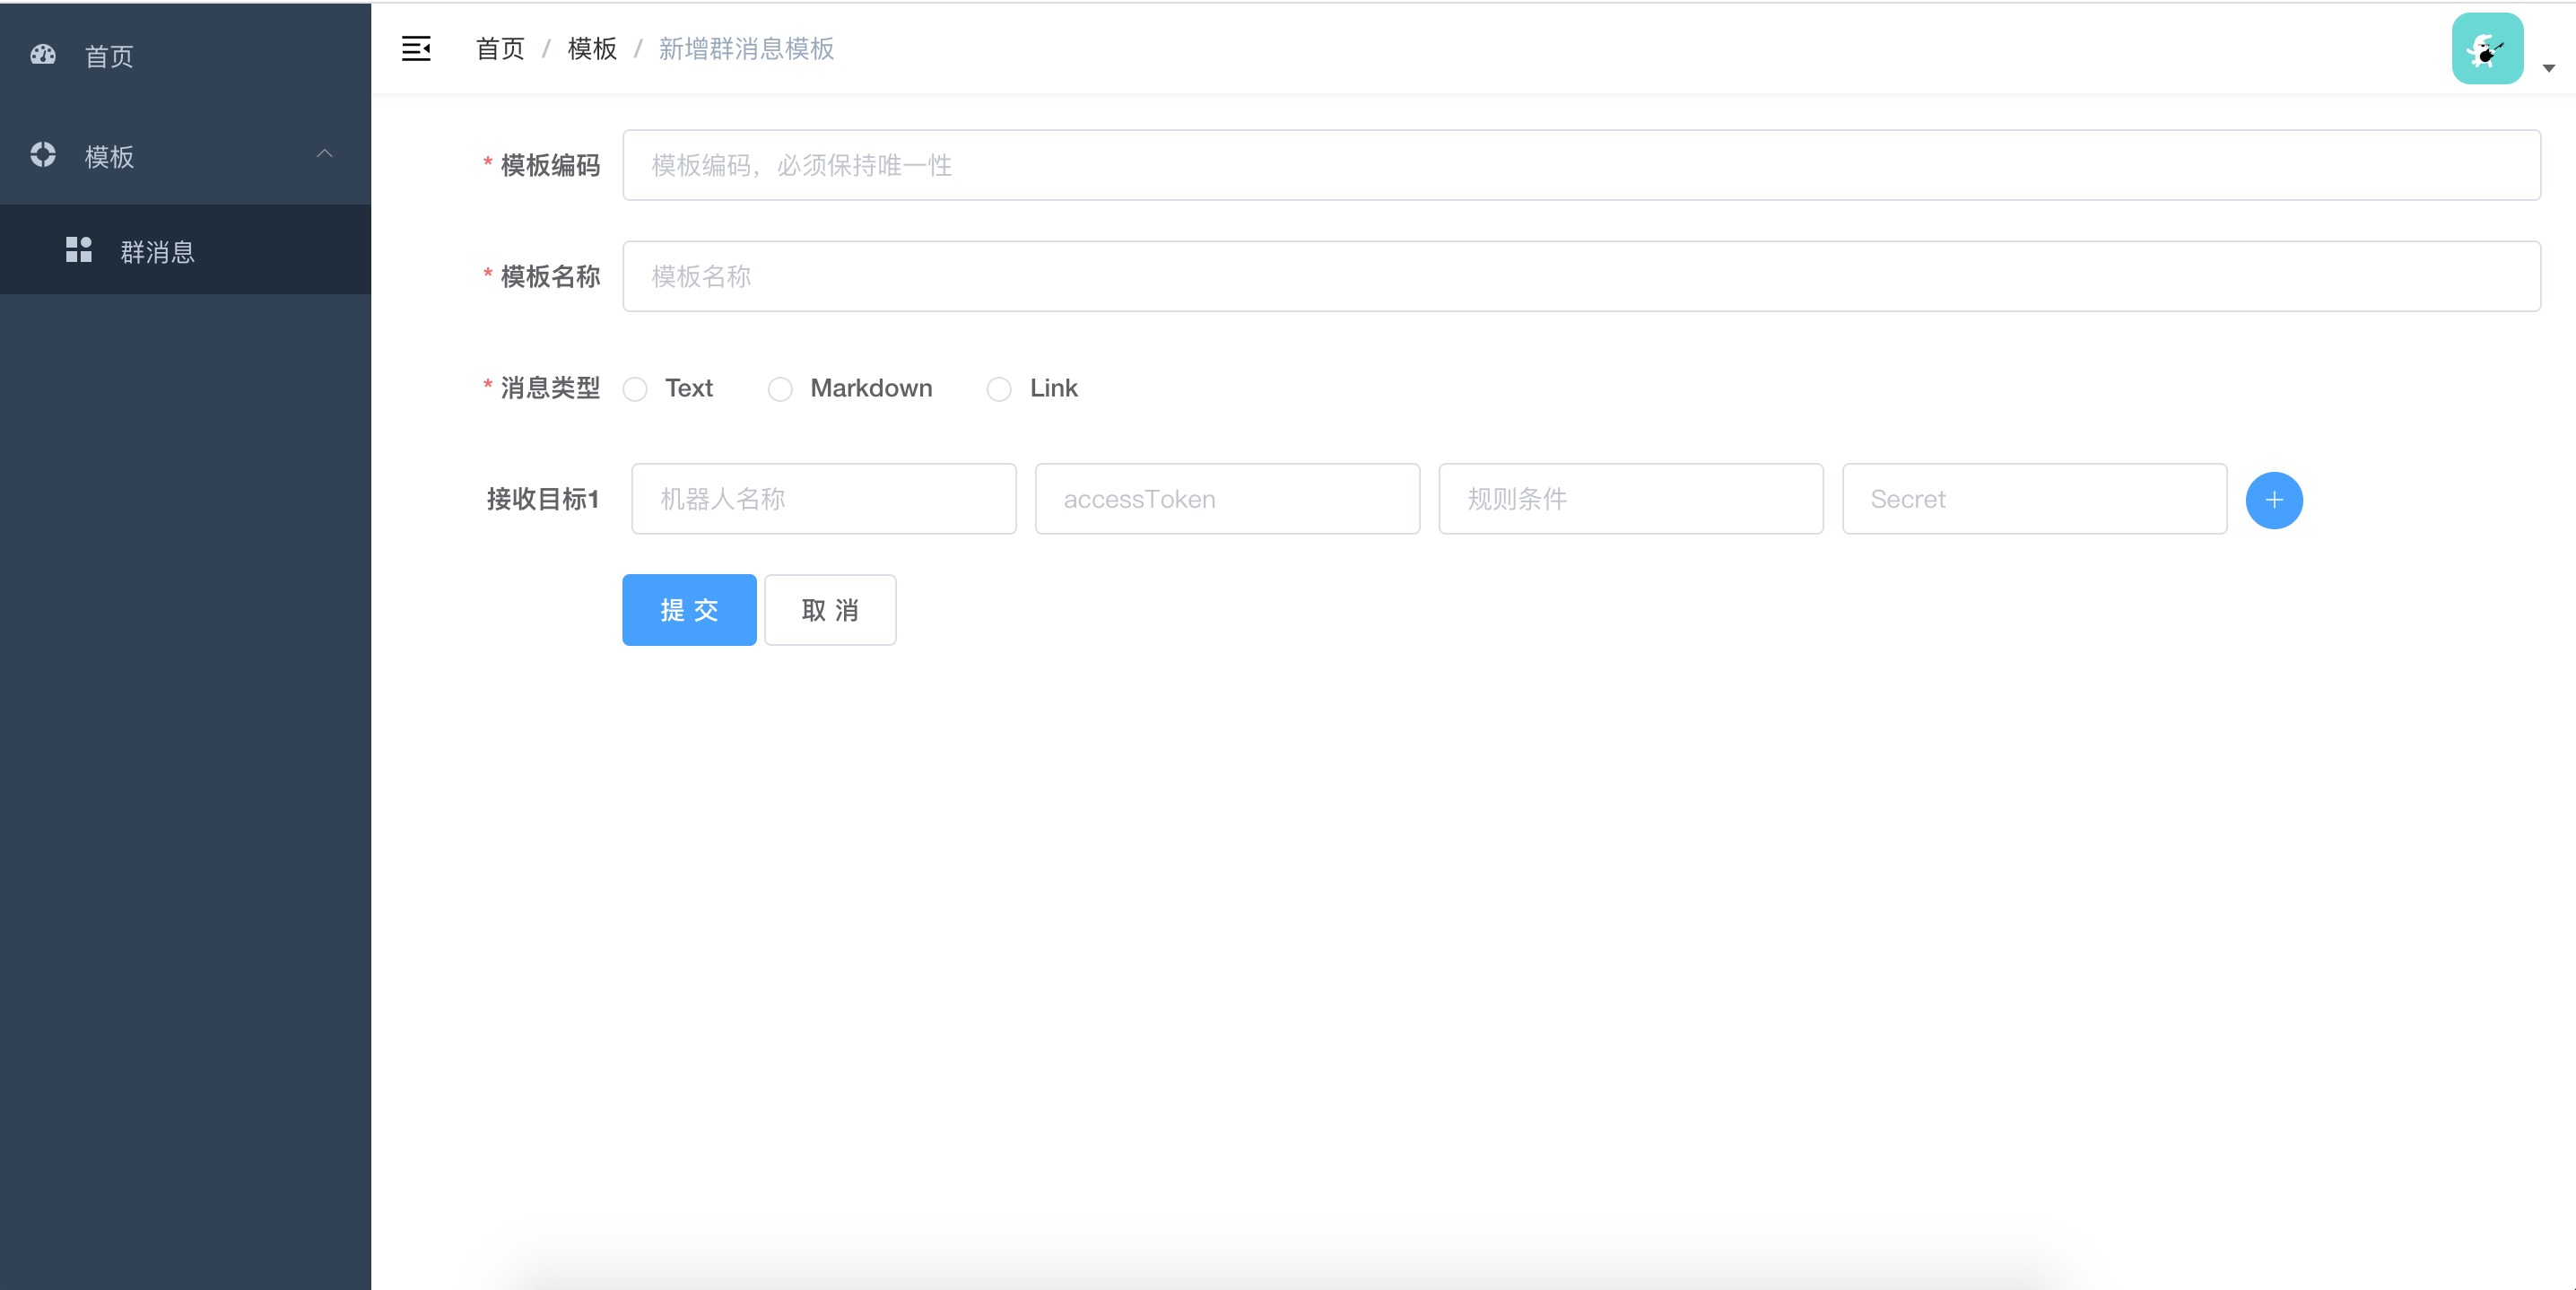 首页
模板
群消息
首页 / 模板 / 新增群消息模板
* 模板编码 模板编码，必须保持唯一性
* 模板名称 模板名称
* 消息类型 Text Markdown Link
接收目标1 机器人名称 accessToken 规则条件 Secret +
提 交 取 消